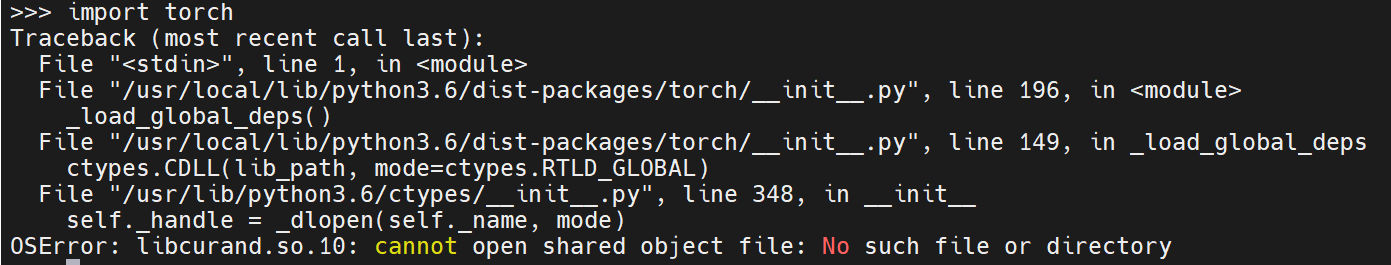 >>> import torch
Traceback (most recent call last):
  File "<stdin>", line 1, in <module>
  File "/usr/local/lib/python3.6/dist-packages/torch/__init__.py", line 196, in <module>
    _load_global_deps()
  File "/usr/local/lib/python3.6/dist-packages/torch/__init__.py", line 149, in _load_global_deps
    ctypes.CDLL(lib_path, mode=ctypes.RTLD_GLOBAL)
  File "/usr/lib/python3.6/ctypes/__init__.py", line 348, in __init__
    self._handle = _dlopen(self._name, mode)
OSError: libcurand.so.10: cannot open shared object file: No such file or directory